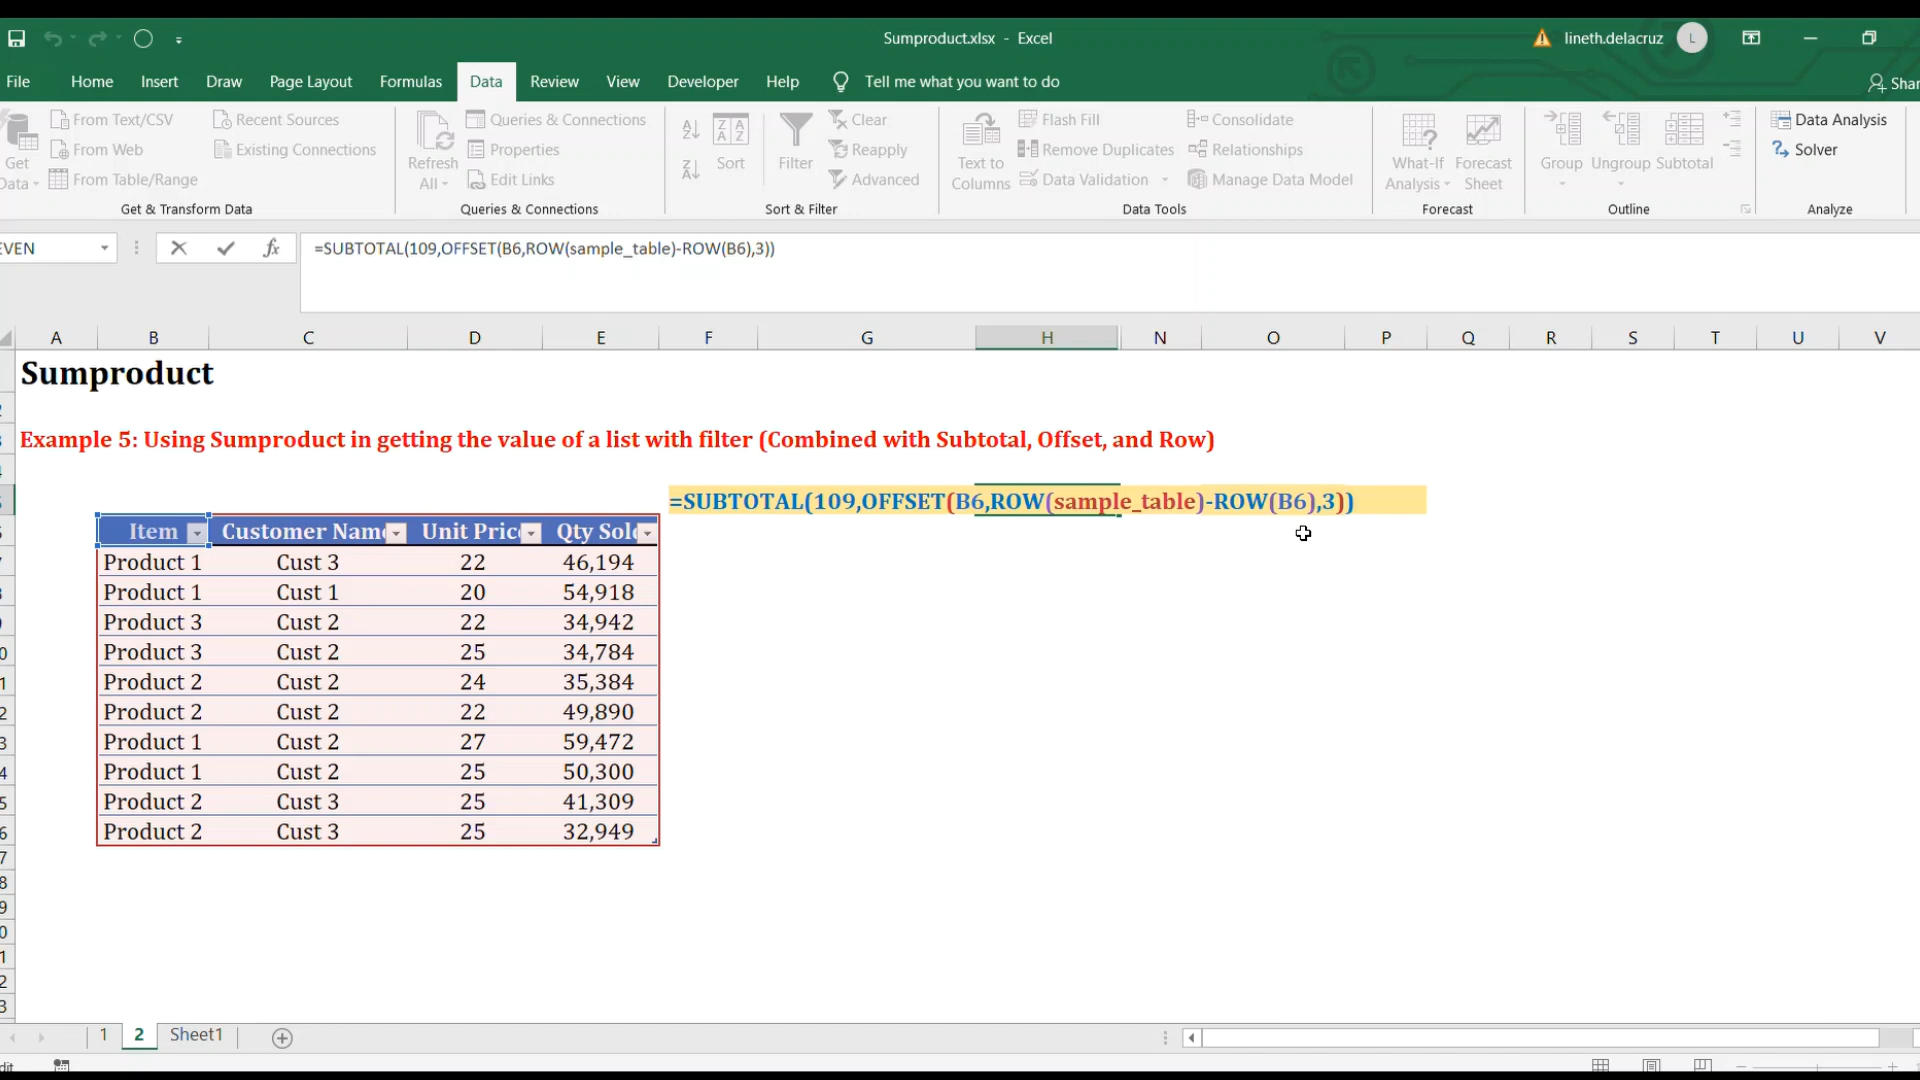 Sumproduct.xlsx - Excel
lineth.delacruz L
File Home Insert Draw Page Layout Formulas Data Review View Developer Help Tell me what you want to do
From Text/CSV Recent Sources Queries & Connections Clear Flash Fill Consolidate Data Analysis
From Web Existing Connections Properties Reapply Remove Duplicates Relationships Solver
From Table/Range Edit Links Advanced Data Validation Manage Data Model
Get Data Refresh All Sort Filter Text to Columns What-If Analysis Forecast Sheet Group Ungroup Subtotal
Get & Transform Data Queries & Connections Sort & Filter Data Tools Forecast Outline Analyze
=SUBTOTAL(109,OFFSET(B6,ROW(sample_table)-ROW(B6),3))
A B C D E F G H N O P Q R S T U V
Sumproduct
Example 5: Using Sumproduct in getting the value of a list with filter (Combined with Subtotal, Offset, and Row)
=SUBTOTAL(109,OFFSET(B6,ROW(sample_table)-ROW(B6),3))
Item Customer Nam Unit Pric Qty Sol
Product 1 Cust 3 22 46,194
Product 1 Cust 1 20 54,918
Product 3 Cust 2 22 34,942
Product 3 Cust 2 25 34,784
Product 2 Cust 2 24 35,384
Product 2 Cust 2 22 49,890
Product 1 Cust 2 27 59,472
Product 1 Cust 2 25 50,300
Product 2 Cust 3 25 41,309
Product 2 Cust 3 25 32,949
1 2 Sheet1